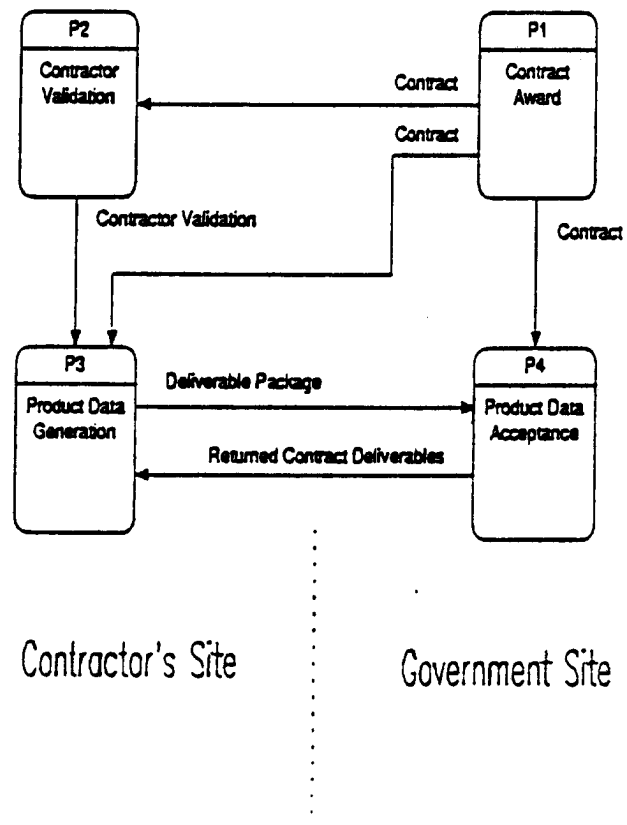 P2
Contractor
Validation
P1
Contract
Award
Contract
Contract
Contractor Validation
Contract
P3
Product Data
Generation
P4
Product Data
Acceptance
Deliverable Package
Returned Contract Deliverables
Contractor's Site
Government Site